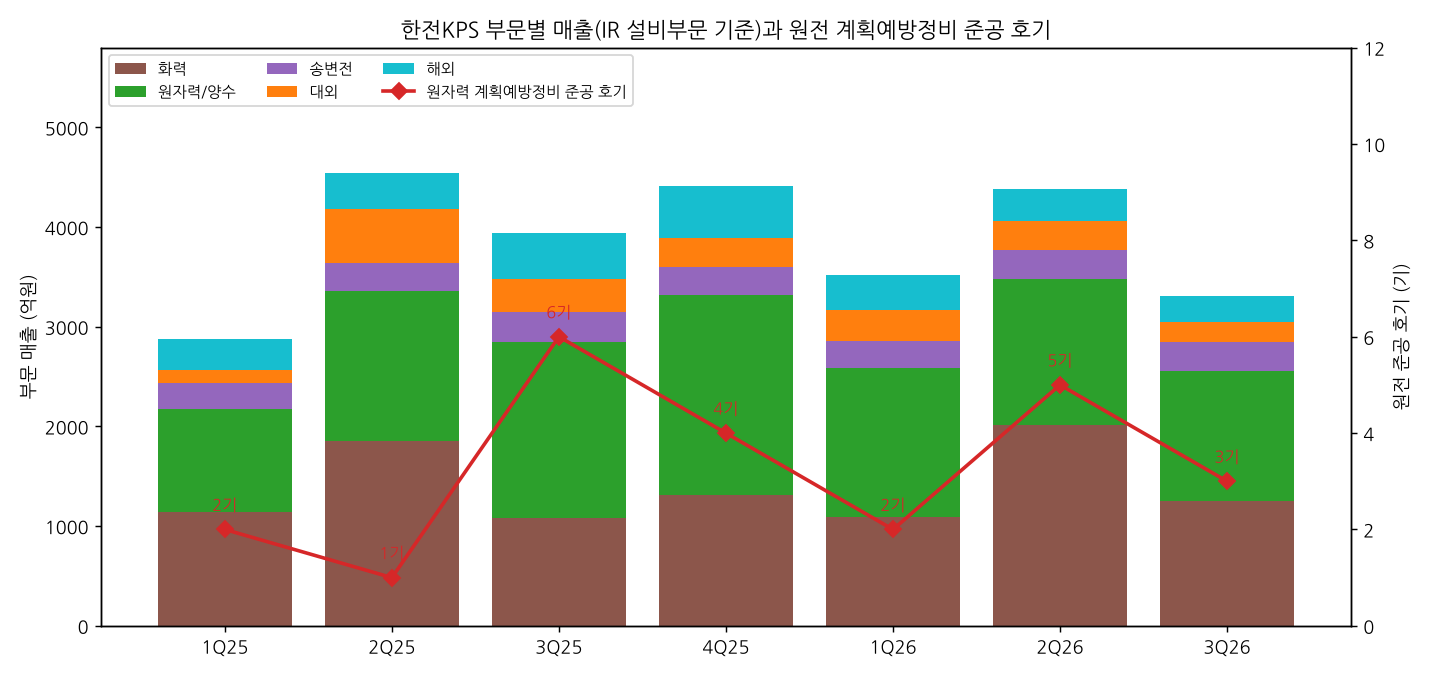 한전KPS 부문별 매출(IR 설비부문 기준)과 원전 계획예방정비 준공 호기
화력
원자력/양수
송변전
대외
해외
원자력 계획예방정비 준공 호기
부문 매출 (억원)
5000
4000
3000
2000
1000
0
2기
1기
6기
4기
2기
5기
3기
12
10
8
6
4
2
0
원전 준공 호기 (기)
1Q25
2Q25
3Q25
4Q25
1Q26
2Q26
3Q26